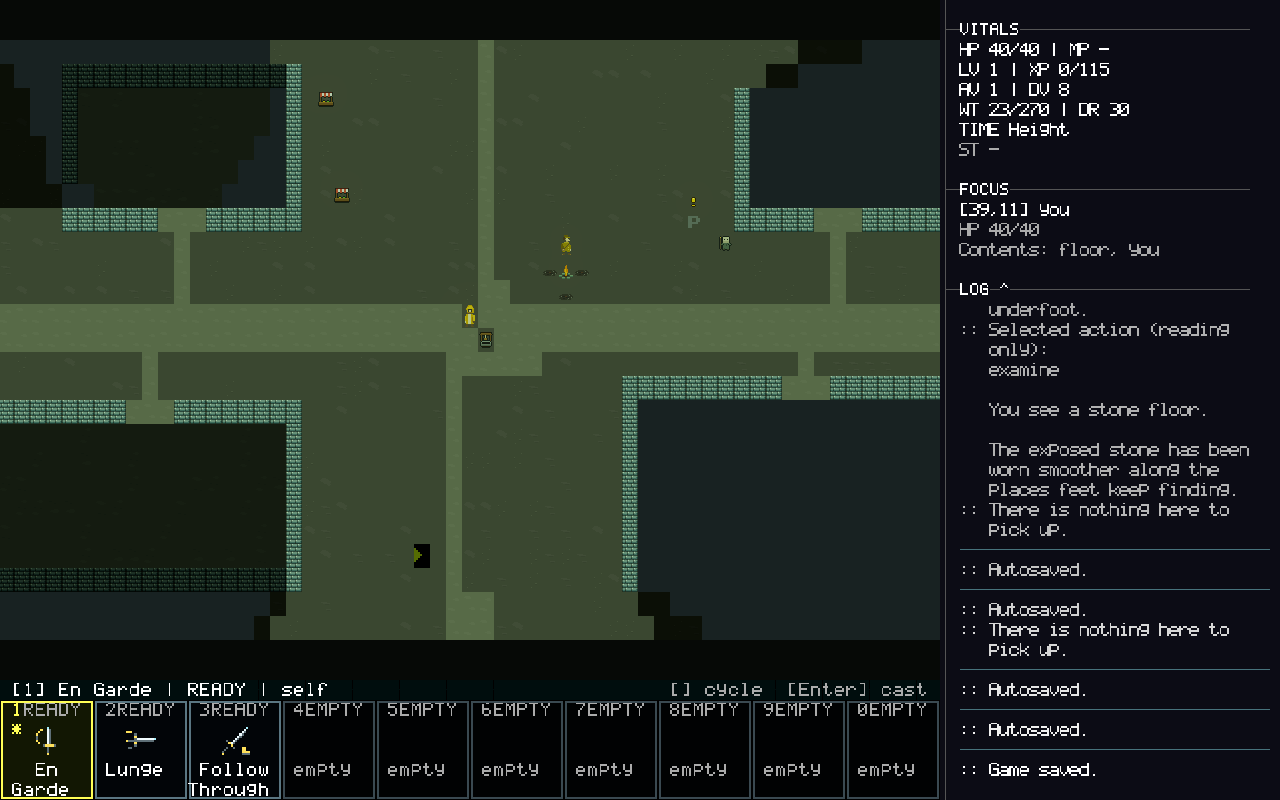 VITALS
HP 40/40 | MP -
LV 1 | XP 0/115
AV 1 | DV 8
WT 23/270 | DR 30
TIME Height
ST -
FOCUS
[39,11] You
HP 40/40
Contents: floor, You
LOG ^
underfoot.
:: Selected action (reading
only):
examine
You see a stone floor.
The exposed stone has been
worn smoother along the
places feet keep finding.
:: There is nothing here to
pick up.
:: Autosaved.
:: Autosaved.
:: There is nothing here to
pick up.
:: Autosaved.
:: Autosaved.
:: Game saved.
P
[1] En Garde | READY | self
[] cycle [Enter] cast
1READY 2READY 3READY 4EMPTY 5EMPTY 6EMPTY 7EMPTY 8EMPTY 9EMPTY 0EMPTY
*
En Lunge Follow empty empty empty empty empty empty empty
Garde Through